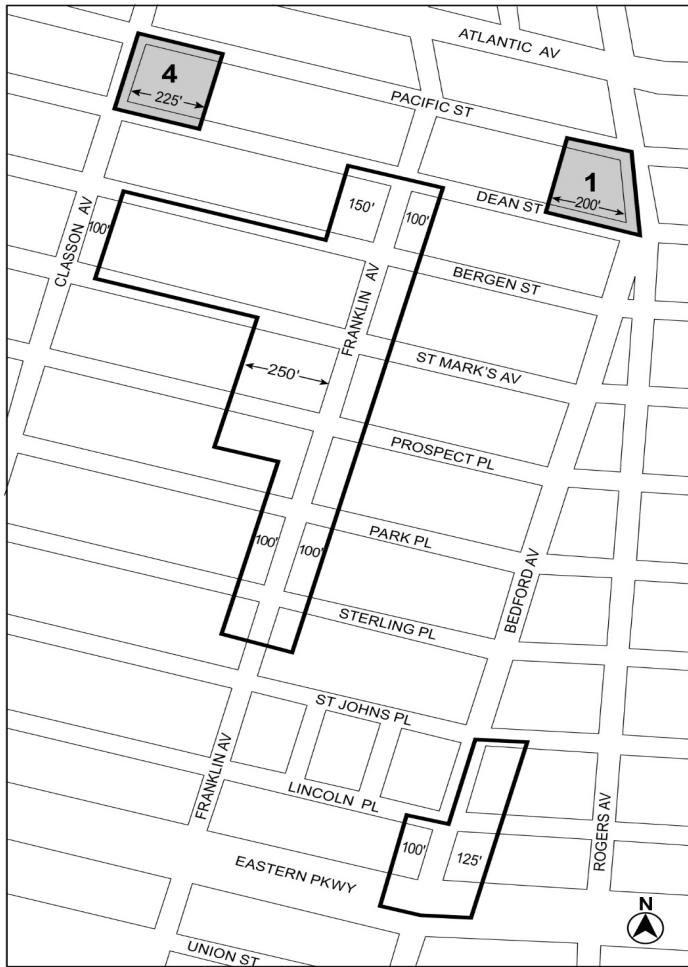 ATLANTIC AV
4
225'
PACIFIC ST
1
200'
DEAN ST
150'
100'
100'
CLASSON AV
BERGEN ST
FRANKLIN AV
ST MARK'S AV
250'
PROSPECT PL
PARK PL
100'
100'
BEDFORD AV
STERLING PL
ST JOHNS PL
FRANKLIN AV
LINCOLN PL
ROGERS AV
100'
125'
EASTERN PKWY
N
UNION ST